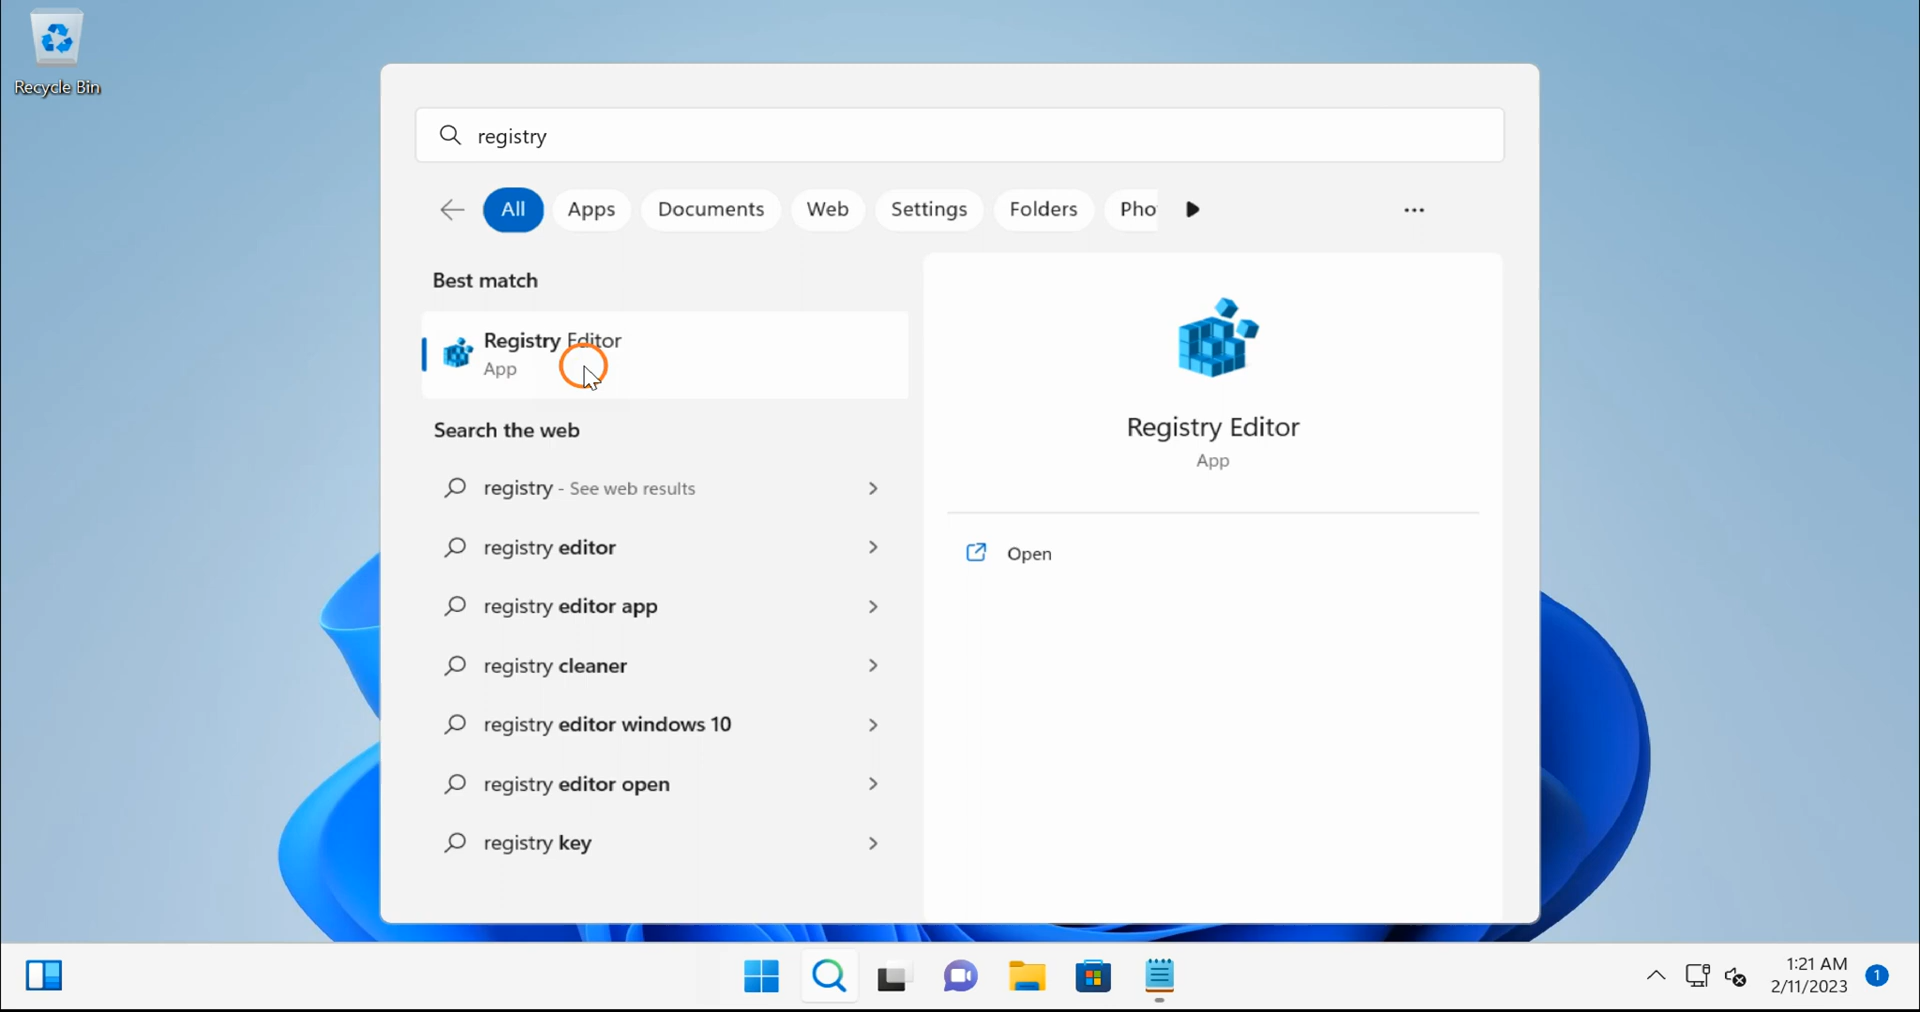 Recycle Bin
registry
All Apps Documents Web Settings Folders Pho
Best match
Registry Editor
App
Search the web
registry - See web results
registry editor
registry editor app
registry cleaner
registry editor windows 10
registry editor open
registry key
Registry Editor
App
Open
1:21 AM
2/11/2023
1